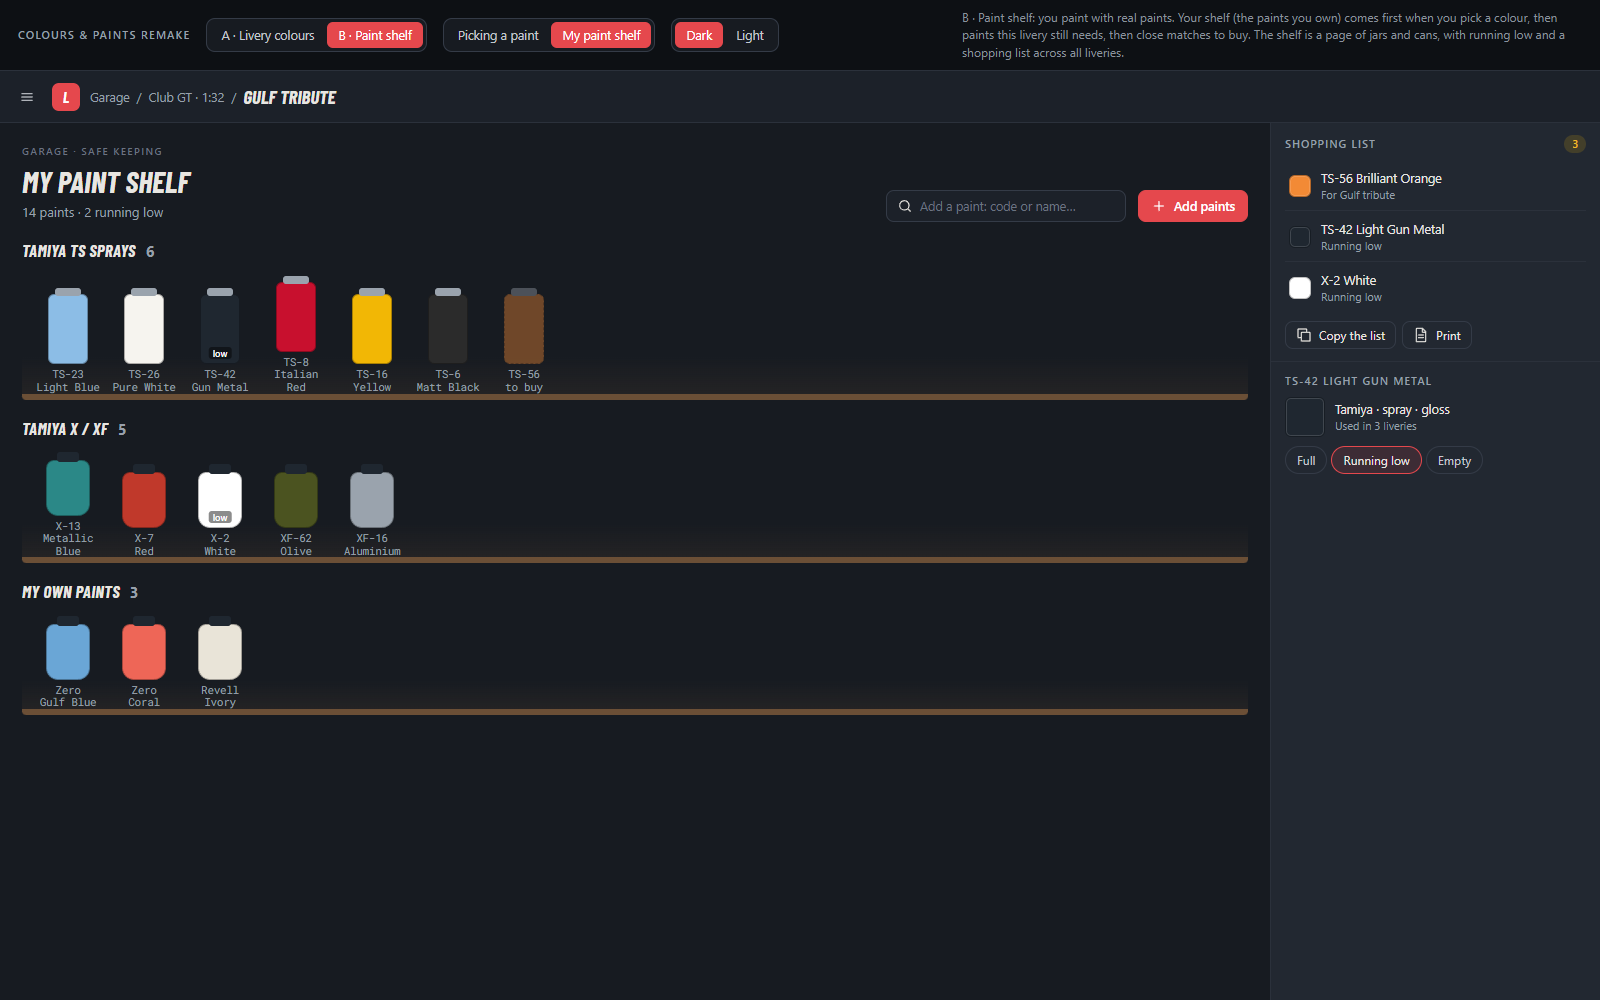 COLOURS & PAINTS REMAKE
A · Livery colours
B · Paint shelf
Picking a paint
My paint shelf
Dark
Light
B · Paint shelf: you paint with real paints. Your shelf (the paints you own) comes first when you pick a colour, then
paints this livery still needs, then close matches to buy. The shelf is a page of jars and cans, with running low and a
shopping list across all liveries.
L
Garage / Club GT · 1:32 / GULF TRIBUTE
GARAGE · SAFE KEEPING
MY PAINT SHELF
14 paints · 2 running low
Add a paint: code or name...
+ Add paints
TAMIYA TS SPRAYS 6
TS-23
Light Blue
TS-26
Pure White
low
TS-42
Gun Metal
TS-8
Italian
Red
TS-16
Yellow
TS-6
Matt Black
TS-56
to buy
TAMIYA X / XF 5
X-13
Metallic
Blue
X-7
Red
low
X-2
White
XF-62
Olive
XF-16
Aluminium
MY OWN PAINTS 3
Zero
Gulf Blue
Zero
Coral
Revell
Ivory
SHOPPING LIST 3
TS-56 Brilliant Orange
For Gulf tribute
TS-42 Light Gun Metal
Running low
X-2 White
Running low
Copy the list
Print
TS-42 LIGHT GUN METAL
Tamiya · spray · gloss
Used in 3 liveries
Full
Running low
Empty